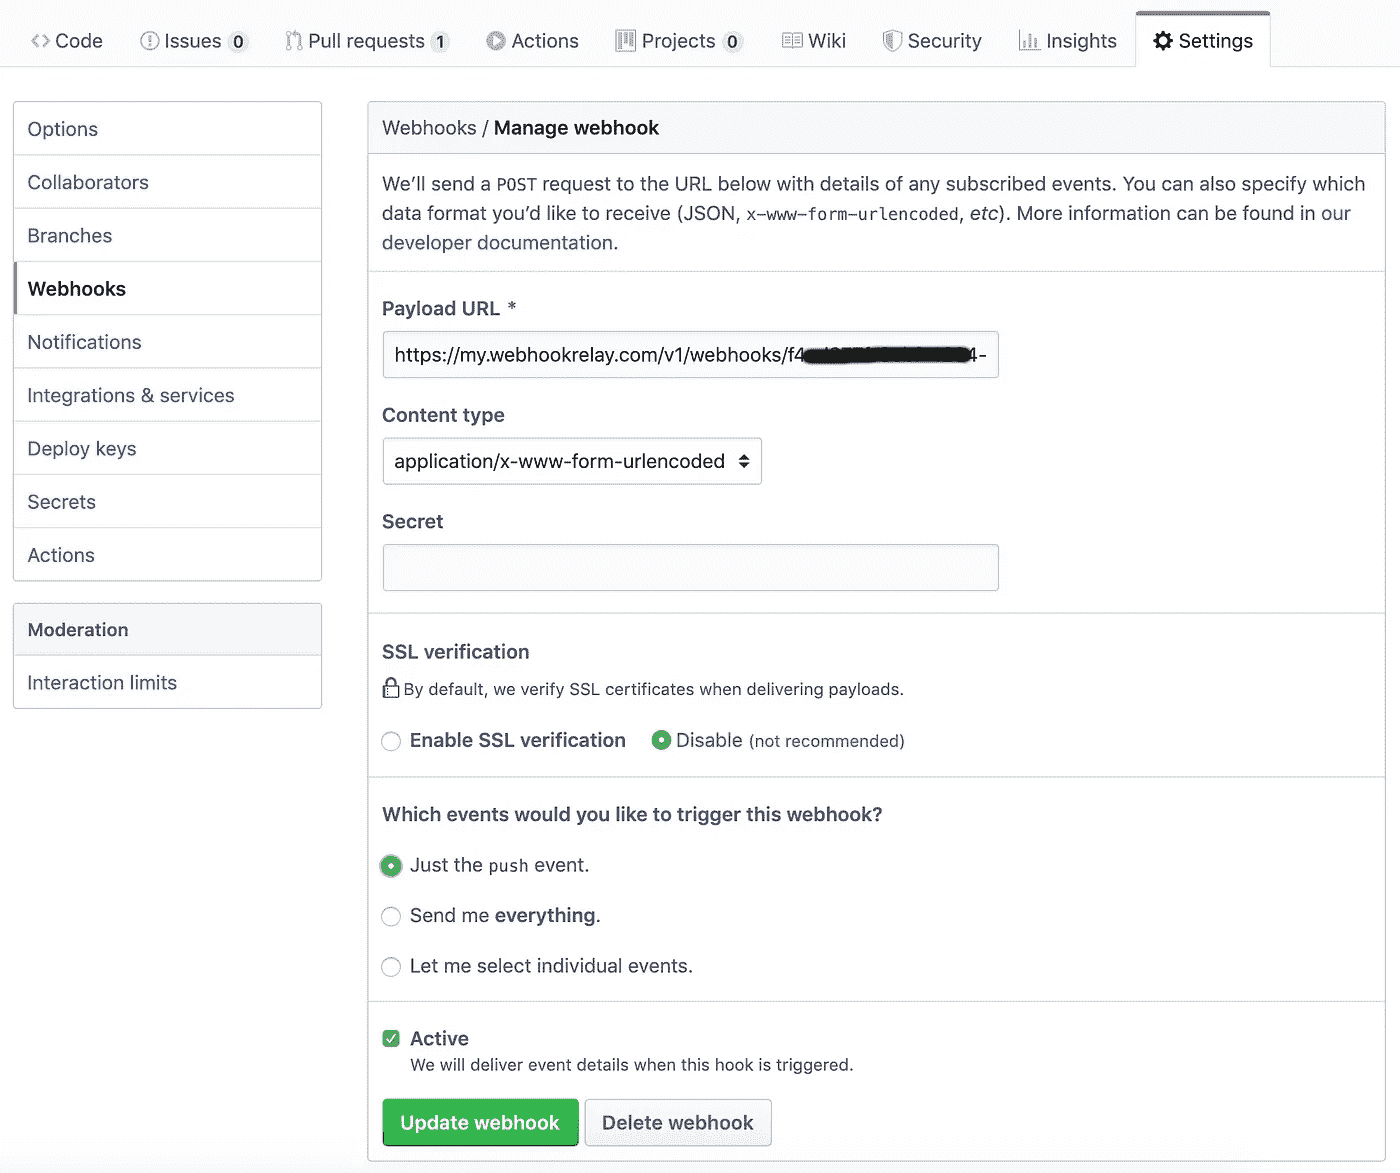 Code Issues 0 Pull requests 1 Actions Projects 0 Wiki Security Insights Settings
Options
Collaborators
Branches
Webhooks
Notifications
Integrations & services
Deploy keys
Secrets
Actions
Moderation
Interaction limits
Webhooks / Manage webhook
We'll send a POST request to the URL below with details of any subscribed events. You can also specify which
data format you'd like to receive (JSON, x-www-form-urlencoded, etc). More information can be found in our
developer documentation.
Payload URL *
https://my.webhookrelay.com/v1/webhooks/f4
Content type
application/x-www-form-urlencoded
Secret
SSL verification
By default, we verify SSL certificates when delivering payloads.
Enable SSL verification Disable (not recommended)
Which events would you like to trigger this webhook?
Just the push event.
Send me everything.
Let me select individual events.
Active
We will deliver event details when this hook is triggered.
Update webhook Delete webhook